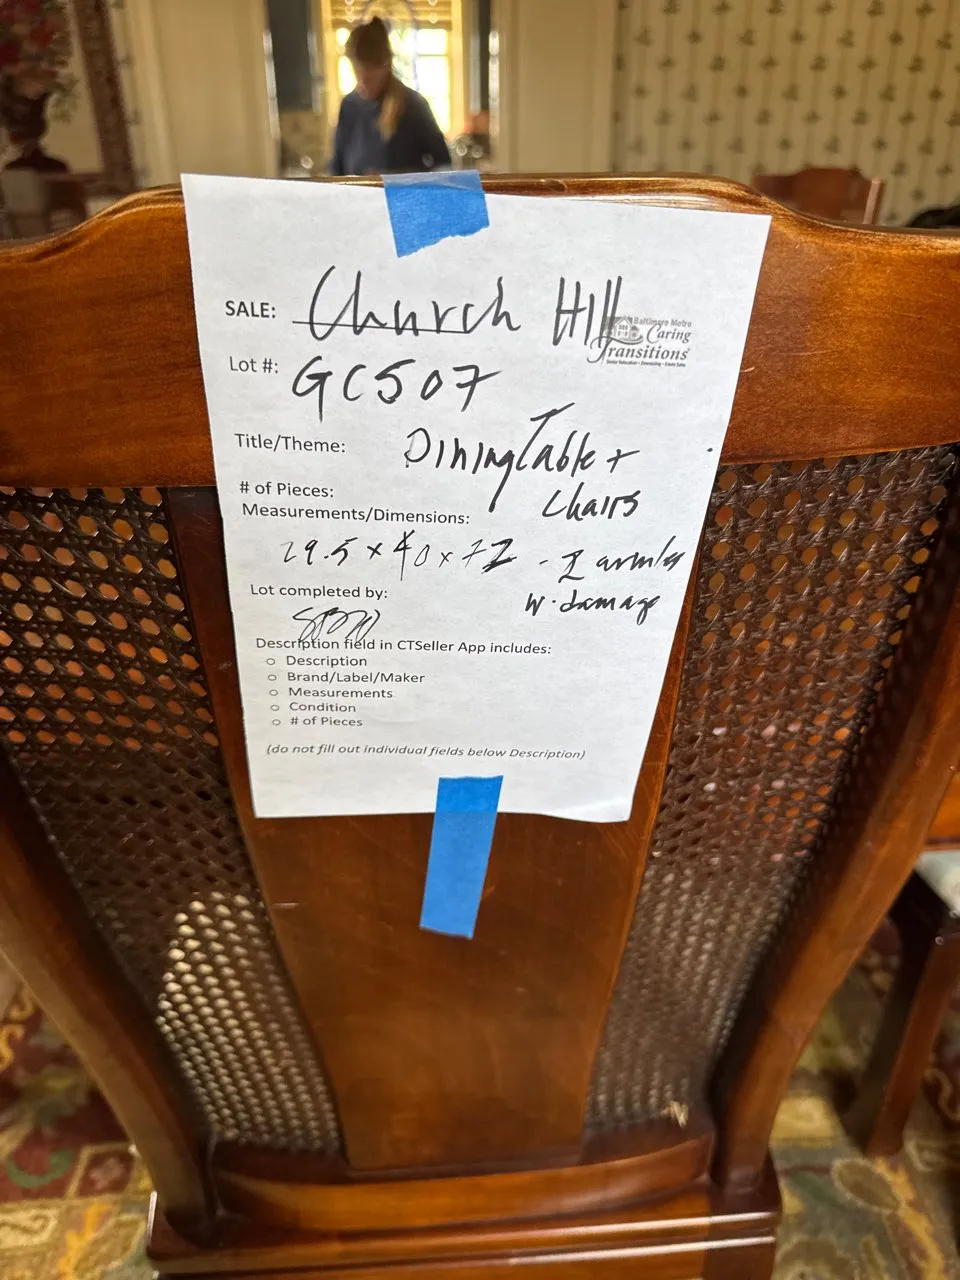 SALE: Church Hill
Baltimore Metro
Caring
Transitions
Lot #: GC507
Title/Theme: Dining Table +
Chairs
# of Pieces:
Measurements/Dimensions:
29.5 x 40 x 72 - 2 armles
w. damage
Lot completed by:
Description field in CTSeller App includes:
○ Description
○ Brand/Label/Maker
○ Measurements
○ Condition
○ # of Pieces
(do not fill out individual fields below Description)